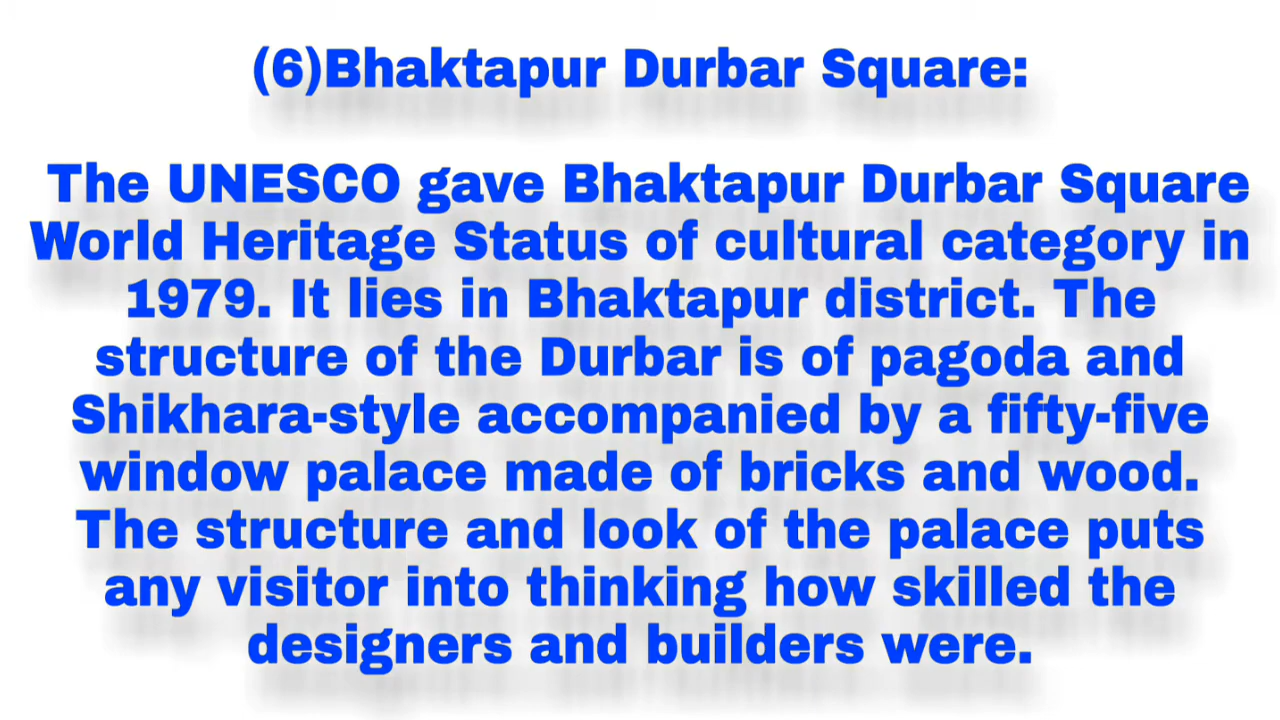 (6)Bhaktapur Durbar Square:
The UNESCO gave Bhaktapur Durbar Square
World Heritage Status of cultural category in
1979. It lies in Bhaktapur district. The
structure of the Durbar is of pagoda and
Shikhara-style accompanied by a fifty-five
window palace made of bricks and wood.
The structure and look of the palace puts
any visitor into thinking how skilled the
designers and builders were.